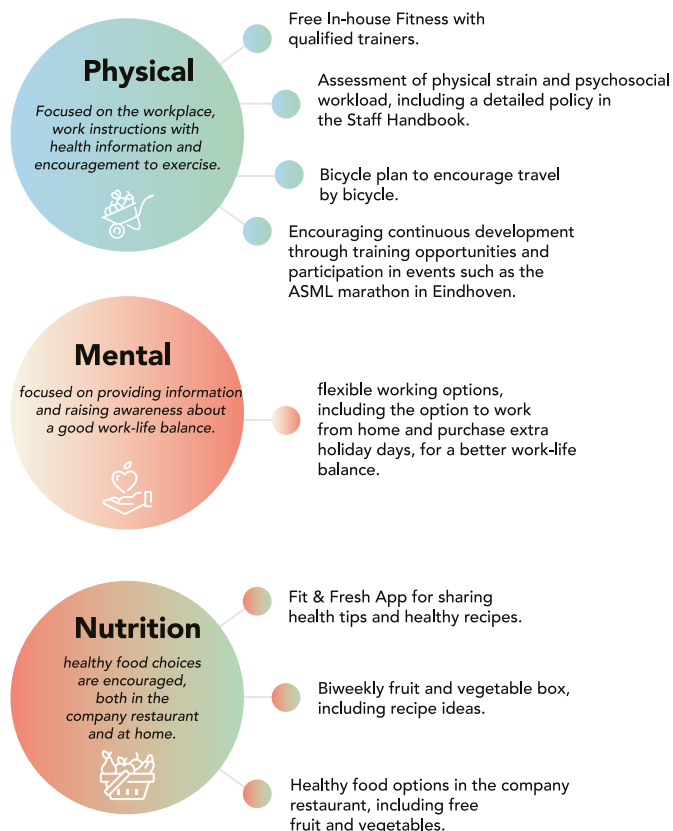 Physical
Focused on the workplace,
work instructions with
health information and
encouragement to exercise.
Free In-house Fitness with
qualified trainers.
Assessment of physical strain and psychosocial
workload, including a detailed policy in
the Staff Handbook.
Bicycle plan to encourage travel
by bicycle.
Encouraging continuous development
through training opportunities and
participation in events such as the
ASML marathon in Eindhoven.
Mental
focused on providing information
and raising awareness about
a good work-life balance.
flexible working options,
including the option to work
from home and purchase extra
holiday days, for a better work-life
balance.
Nutrition
healthy food choices
are encouraged,
both in the
company restaurant
and at home.
Fit & Fresh App for sharing
health tips and healthy recipes.
Biweekly fruit and vegetable box,
including recipe ideas.
Healthy food options in the company
restaurant, including free
fruit and vegetables.